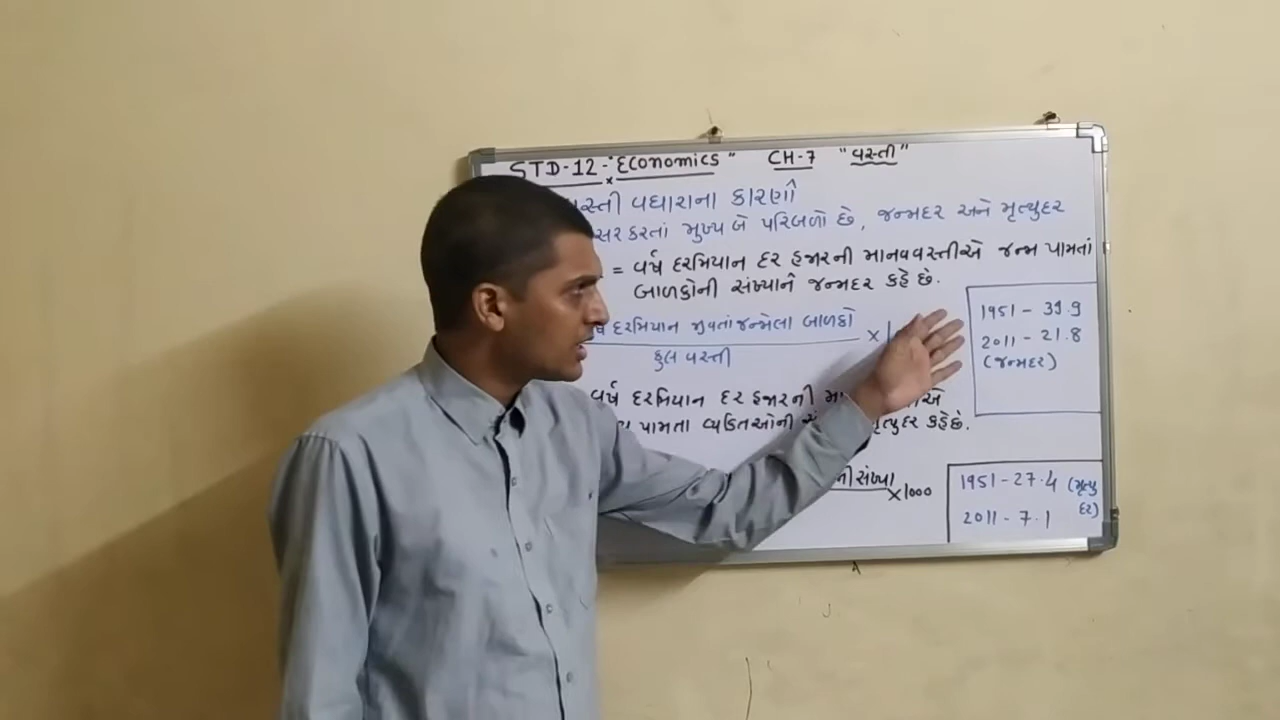 STD-12 - "Economics" CH-7 "વસ્તી"
વસ્તી વધારાના કારણો
અસર કરતાં મુખ્ય બે પરિબળો છે, જન્મદર અને મૃત્યુદર
= વર્ષ દરમિયાન દર હજારની માનવવસ્તીએ જન્મ પામતાં
બાળકોની સંખ્યાને જન્મદર કહે છે.
વર્ષ દરમિયાન જીવતાં જન્મેલા બાળકો
કુલ વસ્તી
×
1951 - 39.9
2011 - 21.8
(જન્મદર)
વર્ષ દરમિયાન દર હજારની
પામતા વ્યક્તિઓની મૃત્યુદર કહેછે.
ની સંખ્યા
× 1000
1951 - 27.4 (મૃત્યુ
દર)
2011 - 7.1